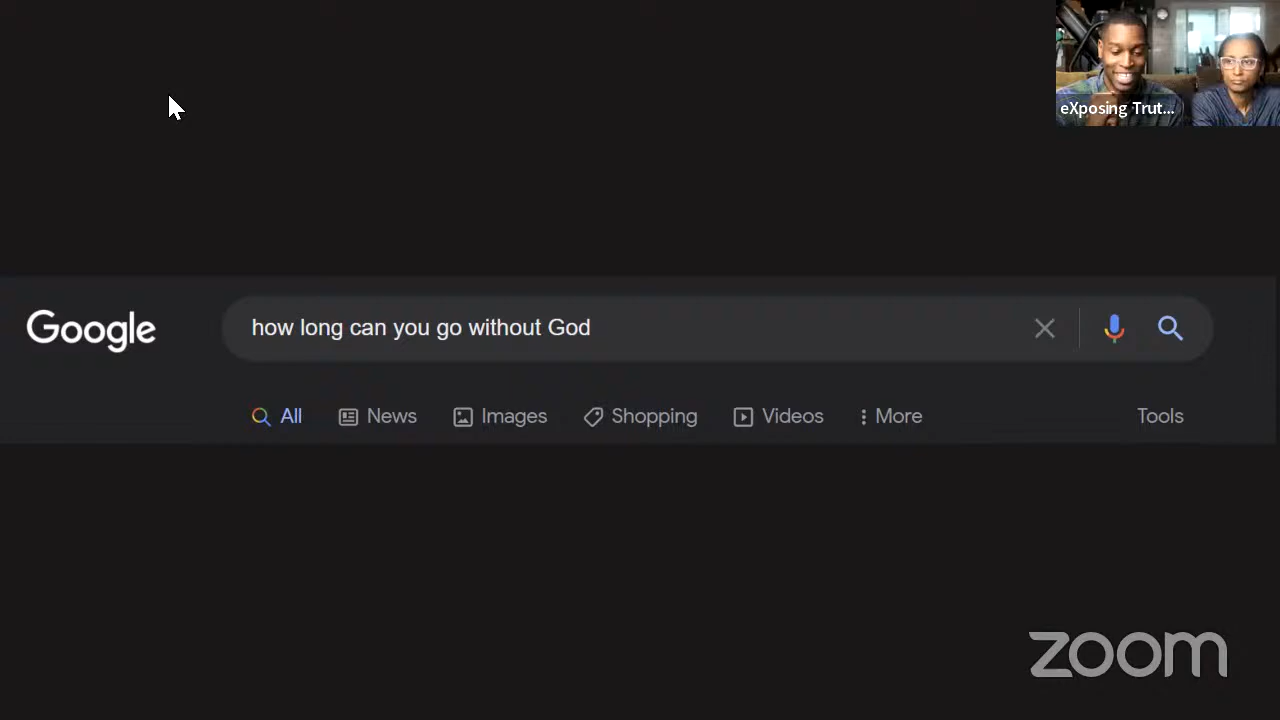 eXposing Trut...
Google
how long can you go without God
All
News
Images
Shopping
Videos
More
Tools
zoom